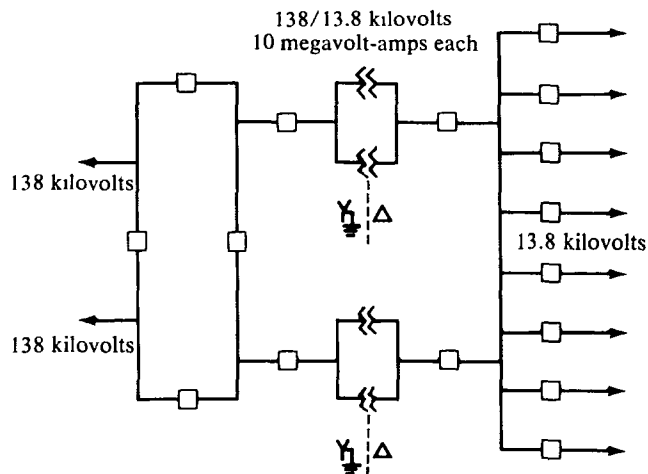 138/13.8 kilovolts
10 megavolt-amps each
138 kilovolts
Y Δ
13.8 kilovolts
138 kilovolts
Y Δ